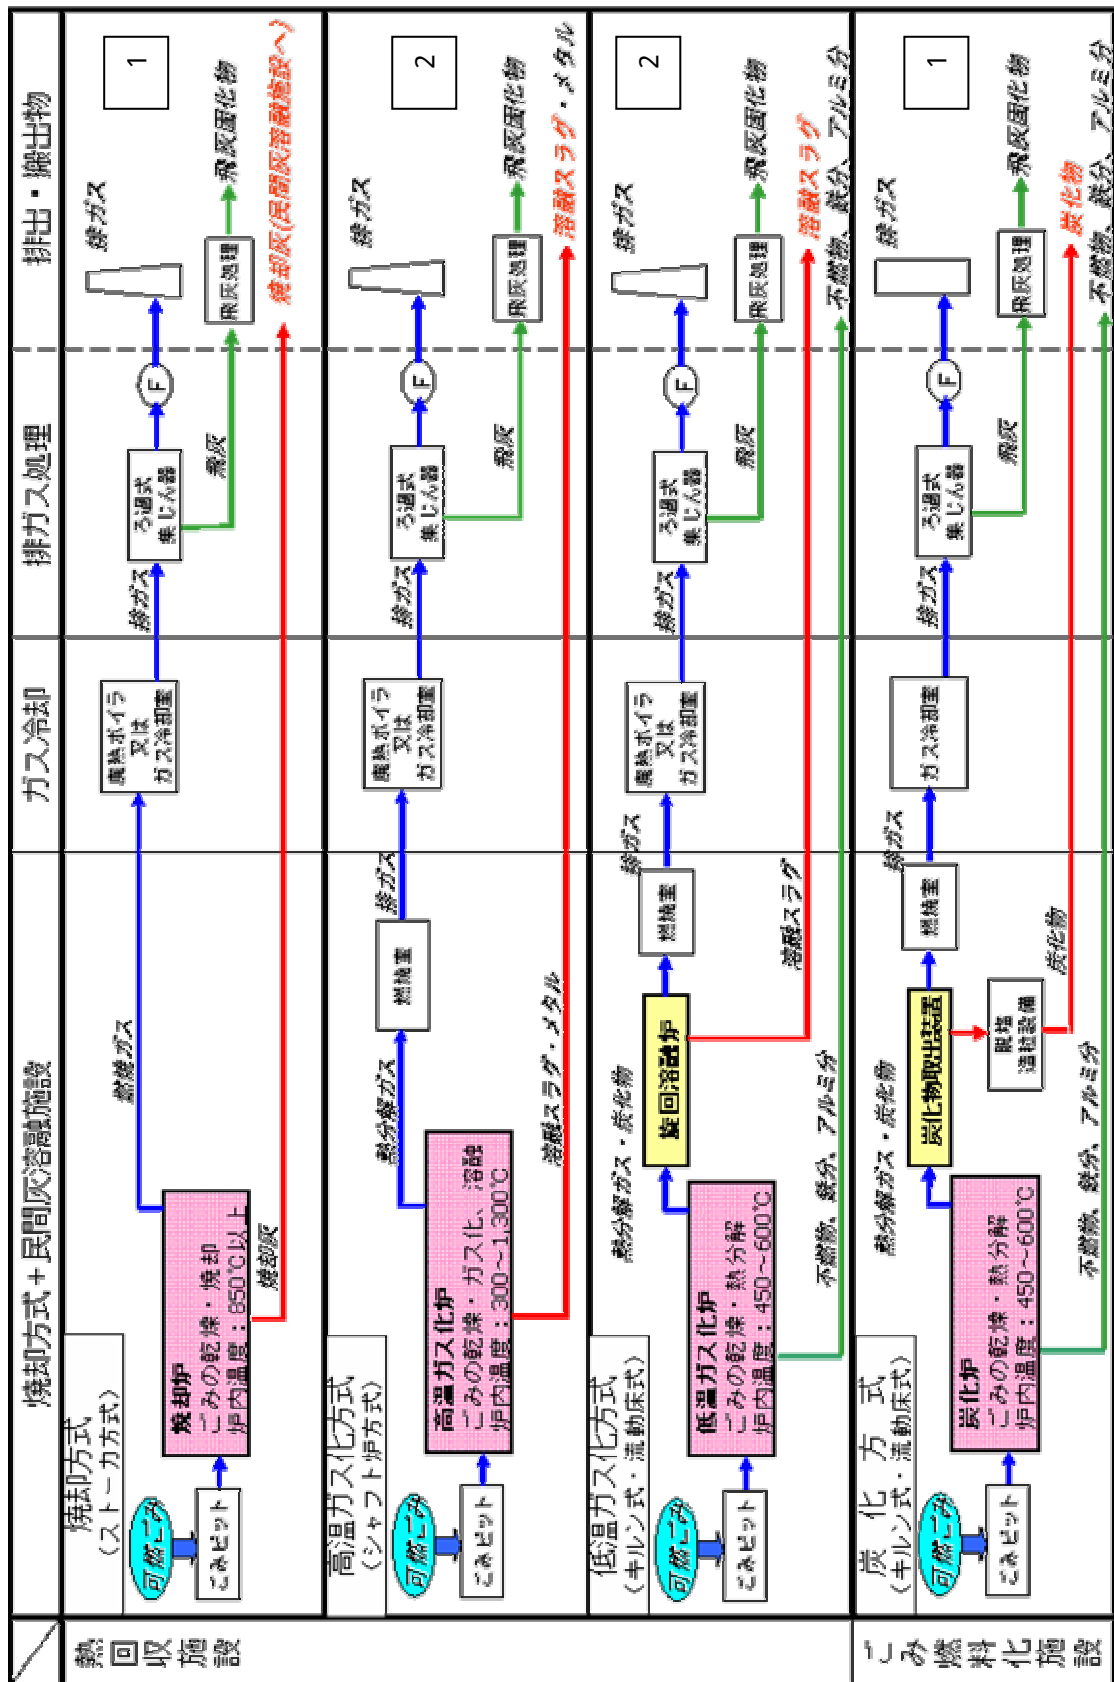 焼却方式＋民間灰溶融施設
ガス冷却
排ガス処理
排出・搬出物
熱回収施設
焼却方式
（ストーカ方式）
可燃ごみ
ごみピット
焼却炉
ごみの乾燥・焼却
炉内温度：850℃以上
燃焼ガス
焼却灰
廃熱ボイラ
又は
ガス冷却室
排ガス
ろ過式
集じん器
F
飛灰
排ガス
飛灰処理
飛灰固化物
焼却灰(民間灰溶融施設へ)
1
高温ガス化方式
（シャフト炉方式）
可燃ごみ
ごみピット
高温ガス化炉
ごみの乾燥・ガス化、溶融
炉内温度：300～1,300℃
熱分解ガス
燃焼室
排ガス
溶融スラグ・メタル
廃熱ボイラ
又は
ガス冷却室
排ガス
ろ過式
集じん器
F
飛灰
排ガス
飛灰処理
飛灰固化物
溶融スラグ・メタル
2
低温ガス化方式
（キルン式・流動床式）
可燃ごみ
ごみピット
低温ガス化炉
ごみの乾燥・熱分解
炉内温度：450～600℃
熱分解ガス・炭化物
旋回溶融炉
燃焼室
排ガス
溶融スラグ
不燃物、鉄分、アルミ分
廃熱ボイラ
又は
ガス冷却室
排ガス
ろ過式
集じん器
F
飛灰
排ガス
飛灰処理
飛灰固化物
溶融スラグ
不燃物、鉄分、アルミ分
2
ごみ燃料化施設
炭化方式
（キルン式・流動床式）
可燃ごみ
ごみピット
炭化炉
ごみの乾燥・熱分解
炉内温度：450～600℃
熱分解ガス・炭化物
炭化物取出装置
脱塩
造粒設備
燃焼室
排ガス
炭化物
不燃物、鉄分、アルミ分
ガス冷却室
排ガス
ろ過式
集じん器
F
飛灰
排ガス
飛灰処理
飛灰固化物
炭化物
不燃物、鉄分、アルミ分
1